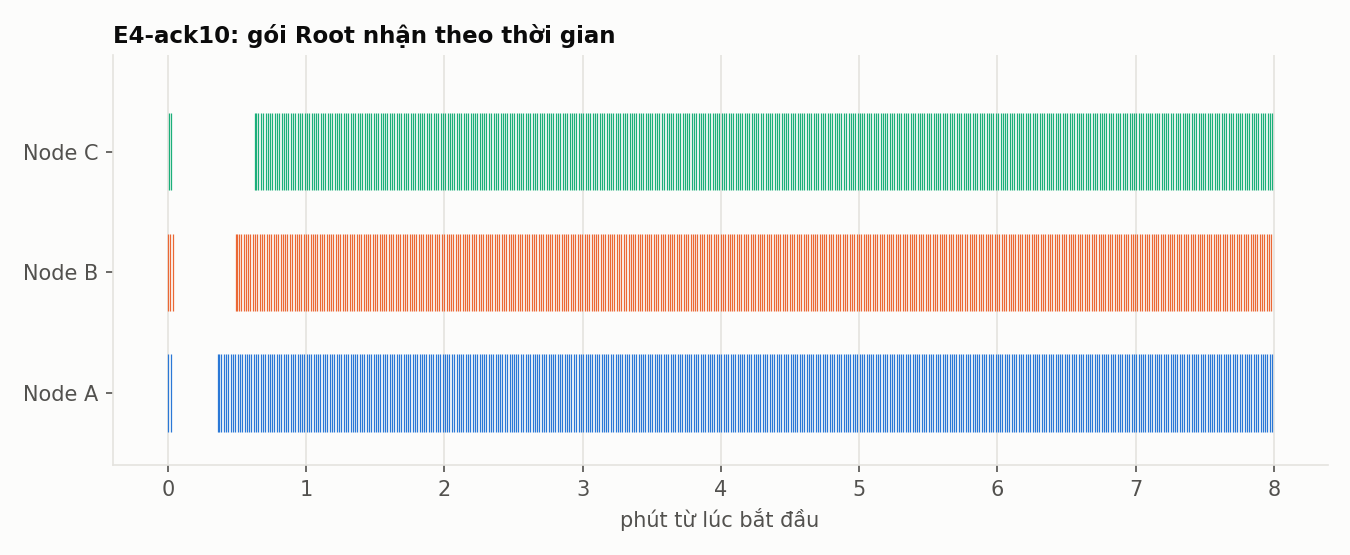 E4-ack10: gói Root nhận theo thời gian
Node C
Node B
Node A
0 1 2 3 4 5 6 7 8
phút từ lúc bắt đầu